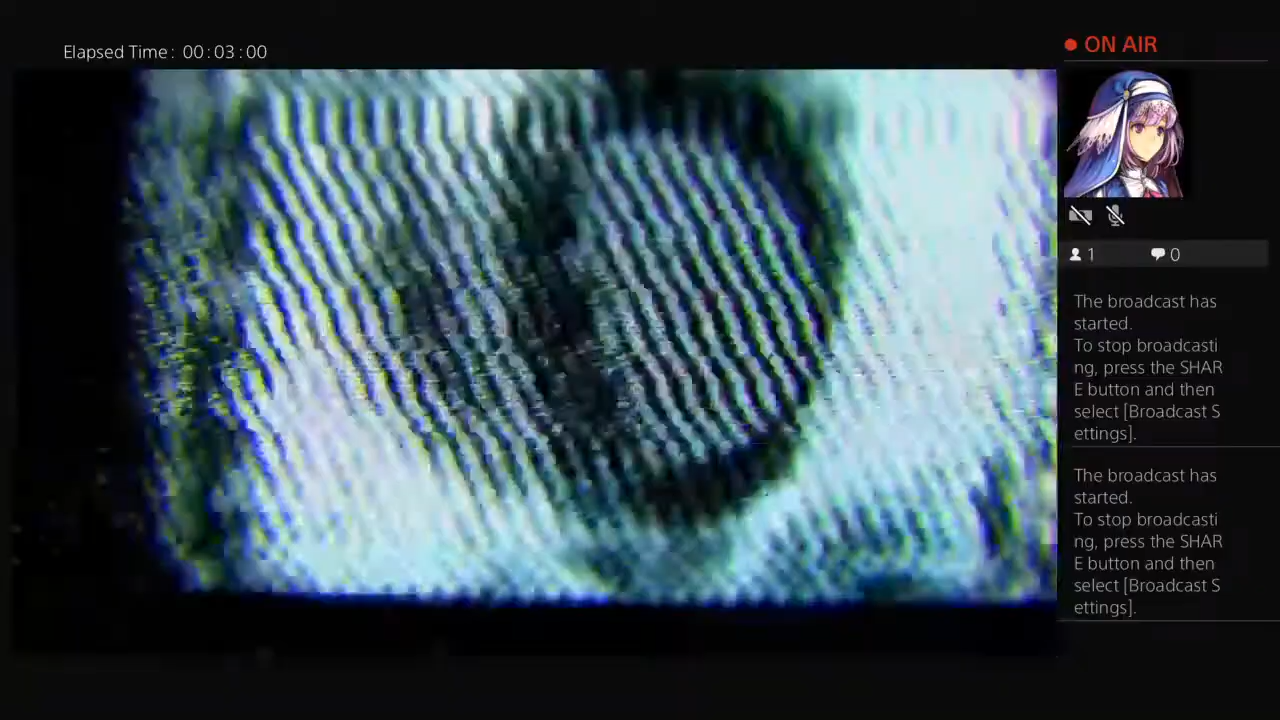 Elapsed Time: 00:03:00
ON AIR
1 0
The broadcast has
started.
To stop broadcasti
ng, press the SHAR
E button and then
select [Broadcast S
ettings].
The broadcast has
started.
To stop broadcasti
ng, press the SHAR
E button and then
select [Broadcast S
ettings].